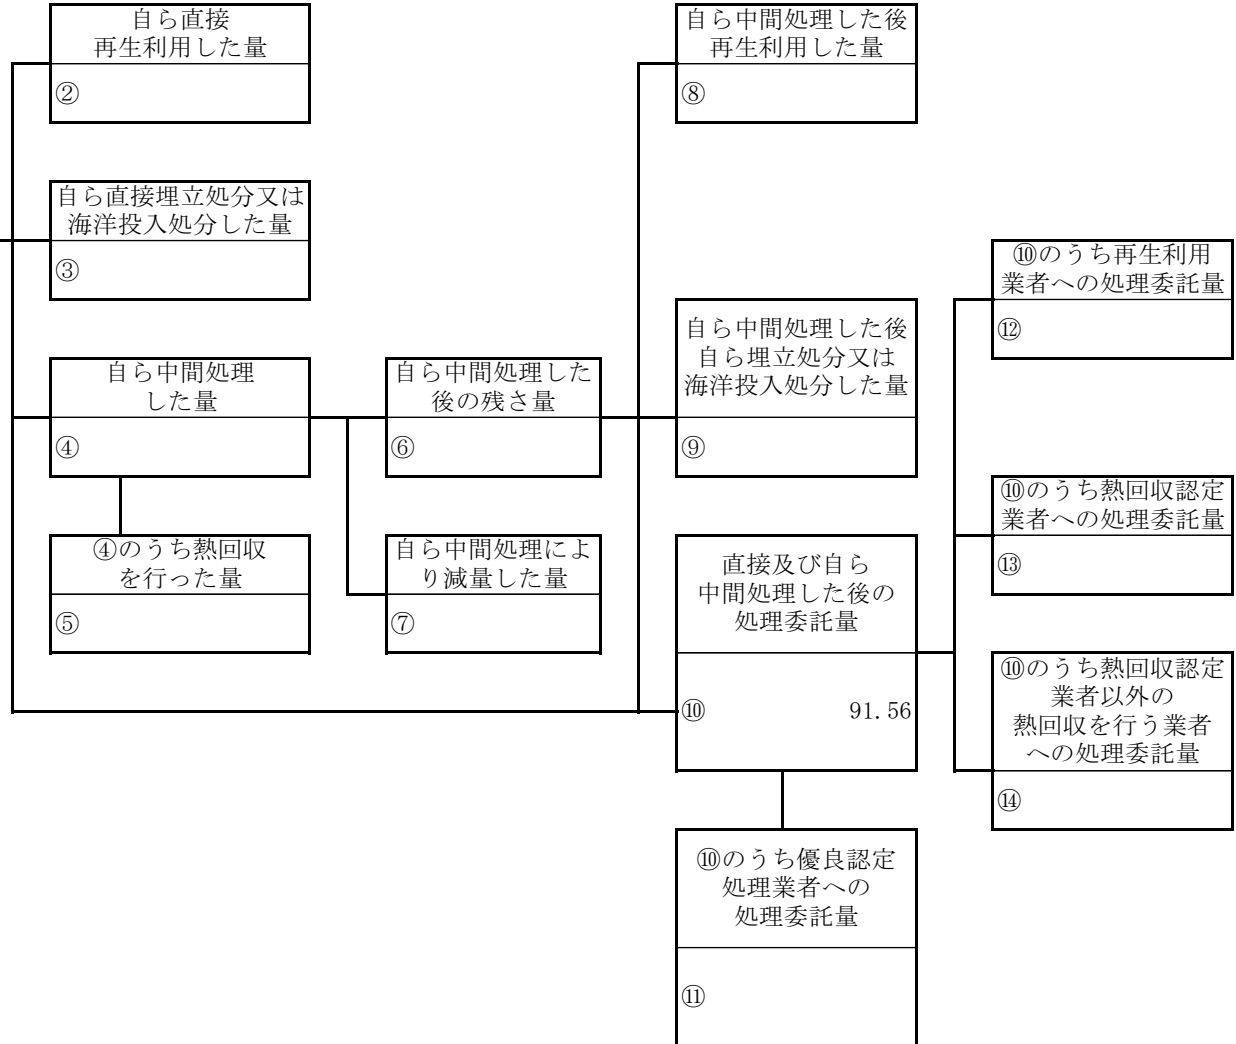 自ら直接
再生利用した量
②
自ら直接埋立処分又は
海洋投入処分した量
③
自ら中間処理
した量
④
④のうち熱回収
を行った量
⑤
自ら中間処理した
後の残さ量
⑥
自ら中間処理によ
り減量した量
⑦
自ら中間処理した後
再生利用した量
⑧
自ら中間処理した後
自ら埋立処分又は
海洋投入処分した量
⑨
直接及び自ら
中間処理した後の
処理委託量
⑩ 91.56
⑩のうち優良認定
処理業者への
処理委託量
⑪
⑩のうち再生利用
業者への処理委託量
⑫
⑩のうち熱回収認定
業者への処理委託量
⑬
⑩のうち熱回収認定
業者以外の
熱回収を行う業者
への処理委託量
⑭